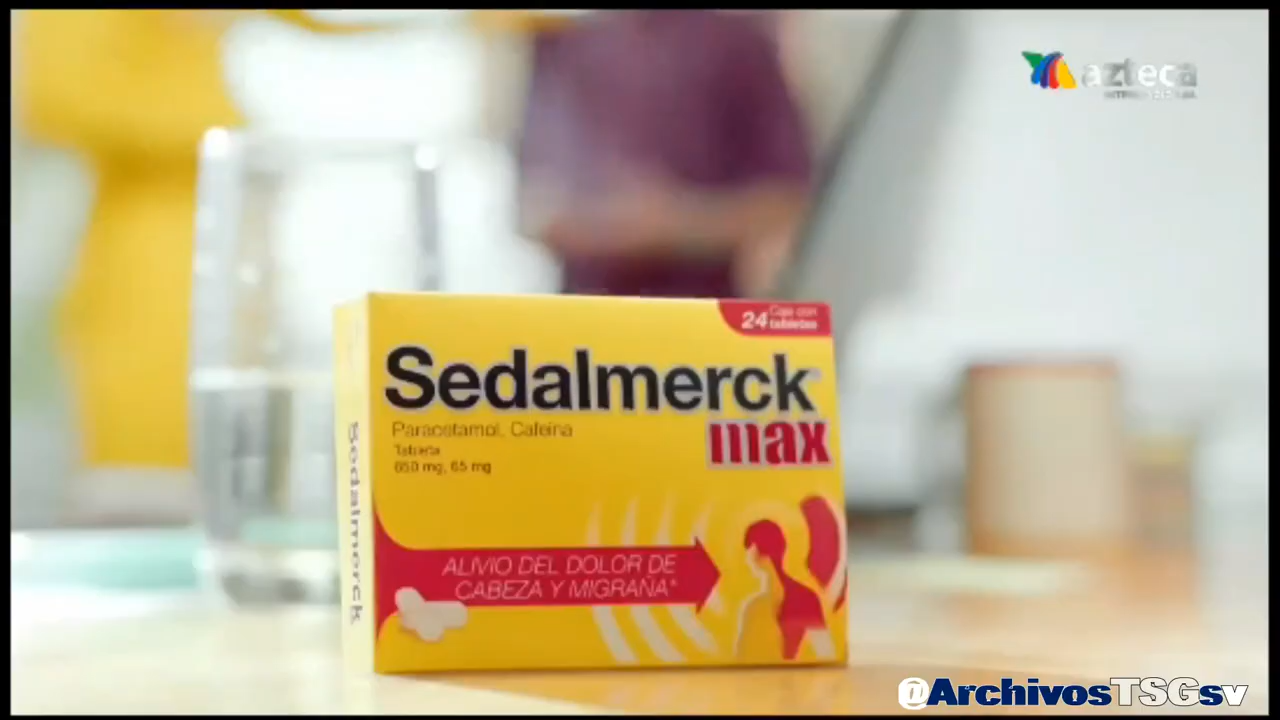 azteca
24 Caja con
tabletas
Sedalmerck
max
Paracetamol, Cafeína
Tableta
650 mg, 65 mg
Sedalmerck
ALIVIO DEL DOLOR DE
CABEZA Y MIGRAÑA*
@ArchivosTSGsv